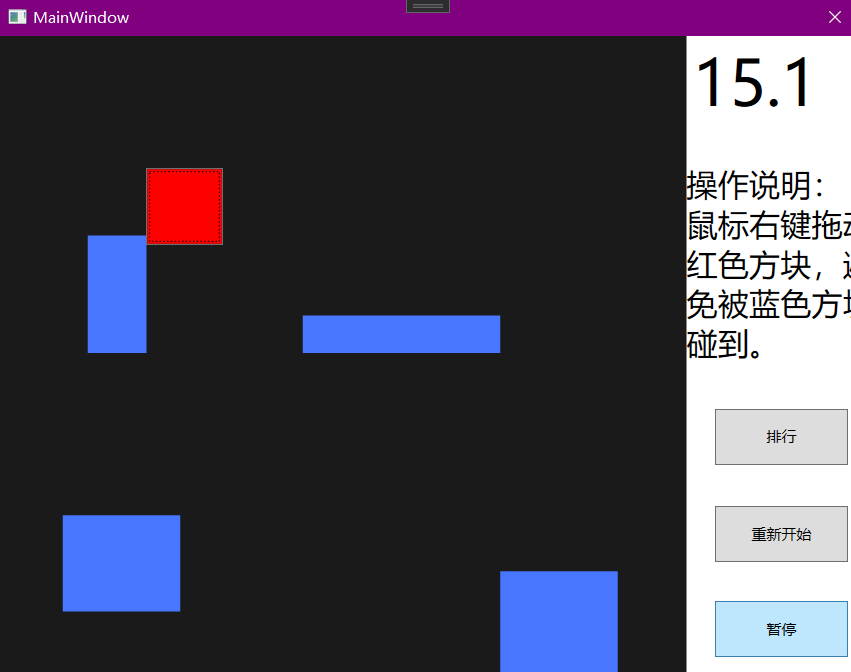 MainWindow
15.1
操作说明：
鼠标右键拖
红色方块，
免被蓝色方
碰到。
排行
重新开始
暂停